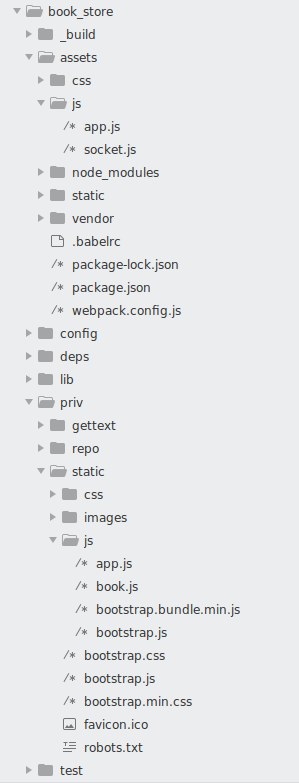 book_store
_build
assets
css
js
app.js
socket.js
node_modules
static
vendor
.babelrc
package-lock.json
package.json
webpack.config.js
config
deps
lib
priv
gettext
repo
static
css
images
js
app.js
book.js
bootstrap.bundle.min.js
bootstrap.js
bootstrap.css
bootstrap.js
bootstrap.min.css
favicon.ico
robots.txt
test